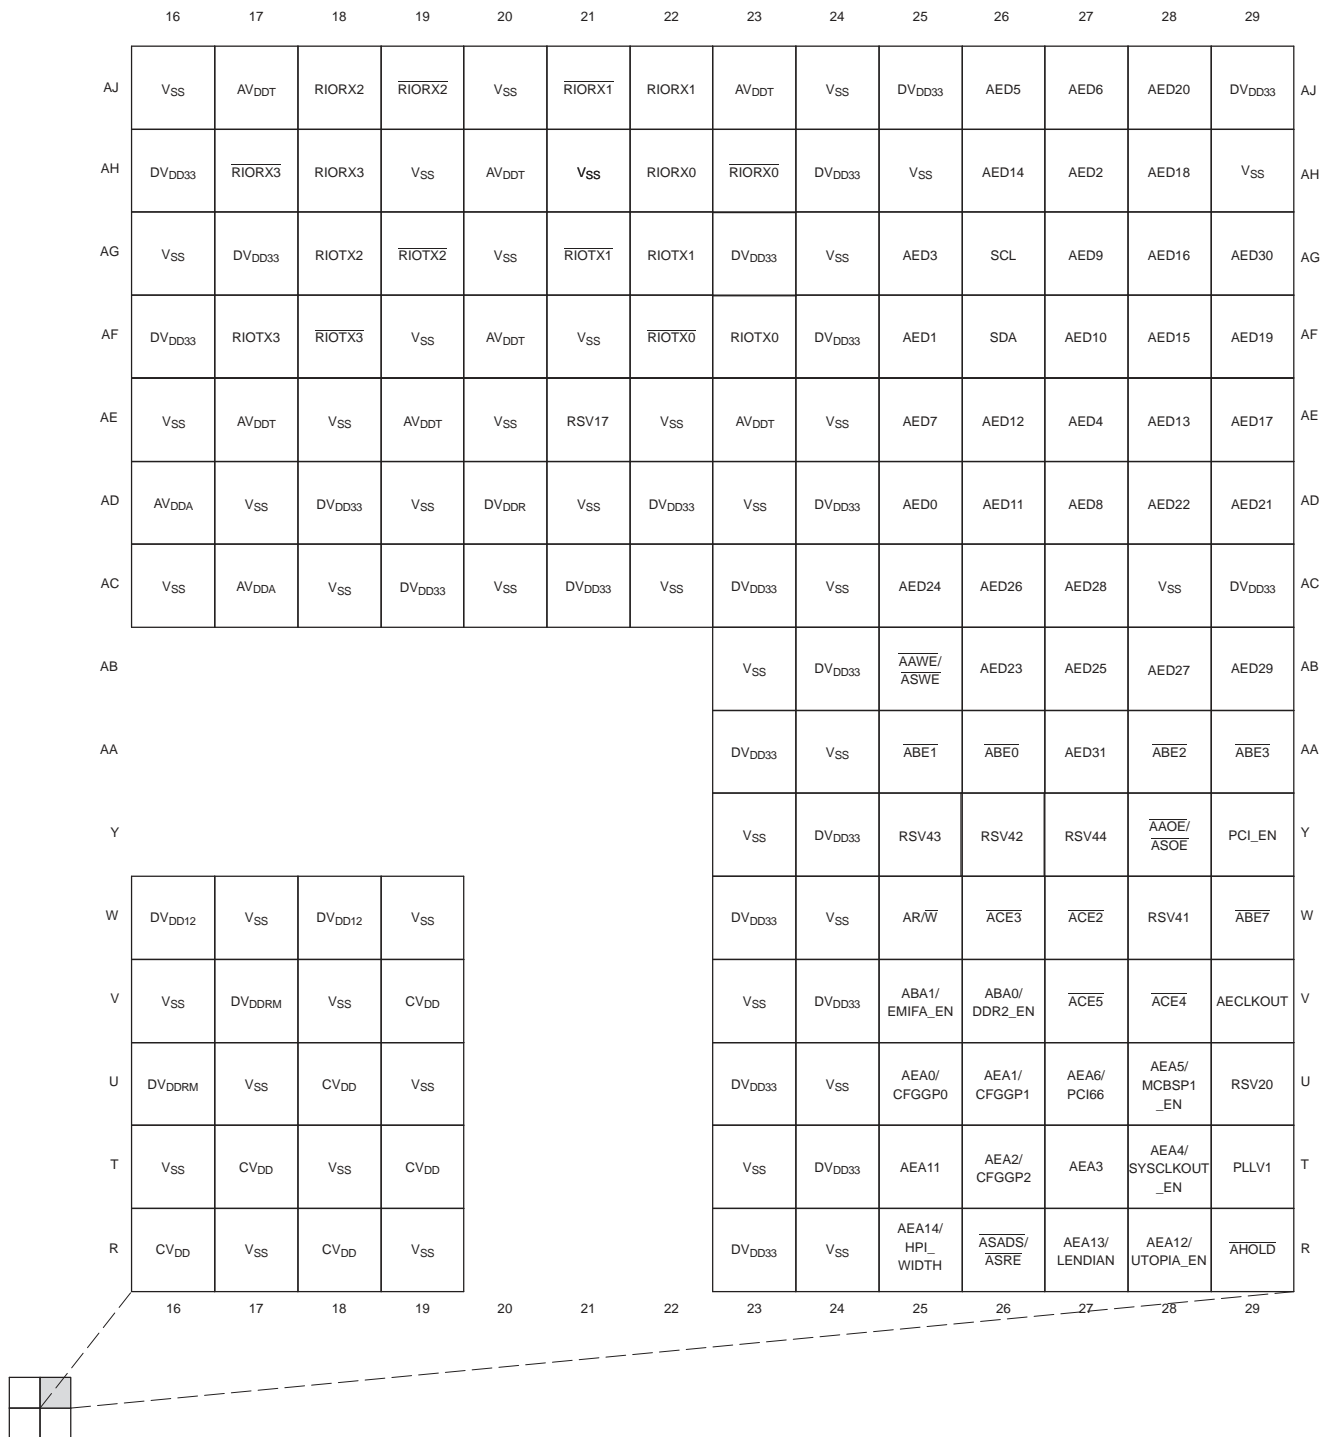 16 17 18 19 20 21 22 23 24 25 26 27 28 29
AJ VSS AVDDT RIORX2 RIORX2 VSS RIORX1 RIORX1 AVDDT VSS DVDD33 AED5 AED6 AED20 DVDD33 AJ
AH DVDD33 RIORX3 RIORX3 VSS AVDDT VSS RIORX0 RIORX0 DVDD33 VSS AED14 AED2 AED18 VSS AH
AG VSS DVDD33 RIOTX2 RIOTX2 VSS RIOTX1 RIOTX1 DVDD33 VSS AED3 SCL AED9 AED16 AED30 AG
AF DVDD33 RIOTX3 RIOTX3 VSS AVDDT VSS RIOTX0 RIOTX0 DVDD33 AED1 SDA AED10 AED15 AED19 AF
AE VSS AVDDT VSS AVDDT VSS RSV17 VSS AVDDT VSS AED7 AED12 AED4 AED13 AED17 AE
AD AVDDA VSS DVDD33 VSS DVDDR VSS DVDD33 VSS DVDD33 AED0 AED11 AED8 AED22 AED21 AD
AC VSS AVDDA VSS DVDD33 VSS DVDD33 VSS DVDD33 VSS AED24 AED26 AED28 VSS DVDD33 AC
AB VSS DVDD33 AAWE/ ASWE AED23 AED25 AED27 AED29 AB
AA DVDD33 VSS ABE1 ABE0 AED31 ABE2 ABE3 AA
Y VSS DVDD33 RSV43 RSV42 RSV44 AAOE/ ASOE PCI_EN Y
W DVDD12 VSS DVDD12 VSS DVDD33 VSS AR/W ACE3 ACE2 RSV41 ABE7 W
V VSS DVDDRM VSS CVDD VSS DVDD33 ABA1/ EMIFA_EN ABA0/ DDR2_EN ACE5 ACE4 AECLKOUT V
U DVDDRM VSS CVDD VSS DVDD33 VSS AEA0/ CFGGP0 AEA1/ CFGGP1 AEA6/ PCI66 AEA5/ MCBSP1 _EN RSV20 U
T VSS CVDD VSS CVDD VSS DVDD33 AEA11 AEA2/ CFGGP2 AEA3 AEA4/ SYSCLKOUT _EN PLLV1 T
R CVDD VSS CVDD VSS DVDD33 VSS AEA14/ HPI_ WIDTH ASADS/ ASRE AEA13/ LENDIAN AEA12/ UTOPIA_EN AHOLD R
16 17 18 19 20 21 22 23 24 25 26 27 28 29